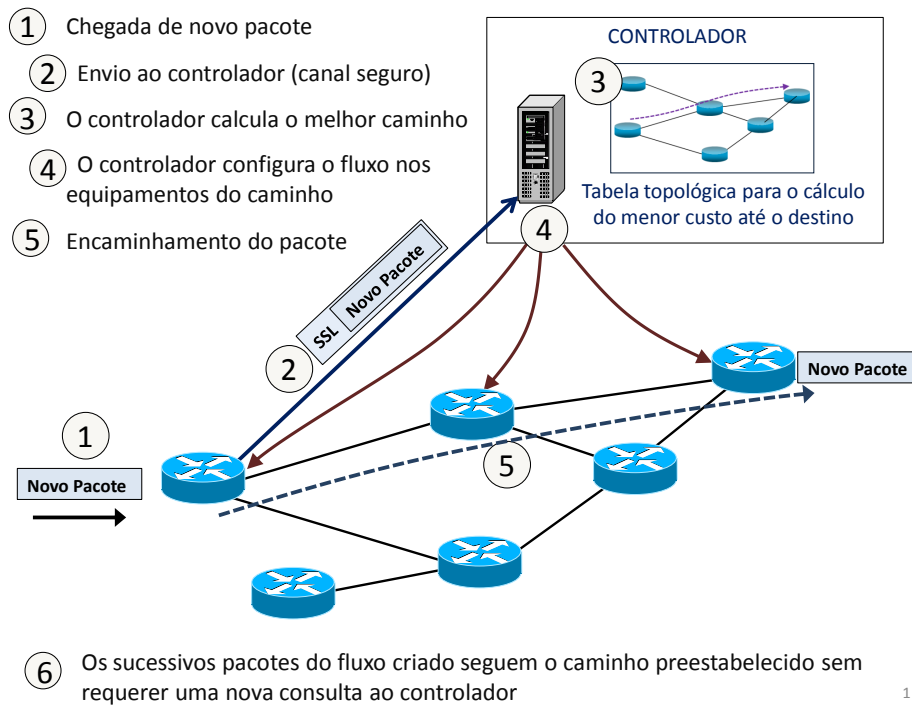 1 Chegada de novo pacote
2 Envio ao controlador (canal seguro)
3 O controlador calcula o melhor caminho
4 O controlador configura o fluxo nos
equipamentos do caminho
5 Encaminhamento do pacote
CONTROLADOR
3
Tabela topológica para o cálculo
do menor custo até o destino
4
SSL Novo Pacote
2
Novo Pacote
1
Novo Pacote
5
6 Os sucessivos pacotes do fluxo criado seguem o caminho preestabelecido sem
requerer uma nova consulta ao controlador
1